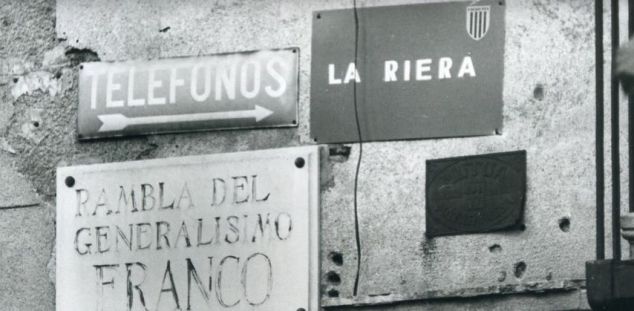 TELEFONOS
LA RIERA
RAMBLA DEL
GENERALISIMO
FRANCO